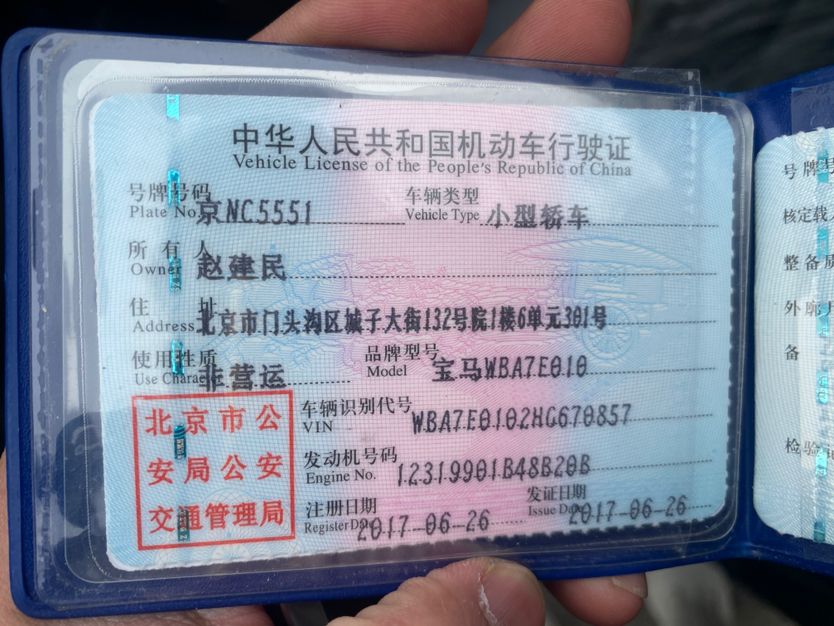 中华人民共和国机动车行驶证
Vehicle License of the People's Republic of China
号牌号码 京NC5551 车辆类型 小型轿车
Plate No. Vehicle Type
所有人 赵建民
Owner
住址 北京市门头沟区城子大街132号院1楼6单元301号
Address
使用性质 非营运 品牌型号 宝马WBA7E010
Use Character Model
北京市公
安局公安
交通管理局
车辆识别代号 WBA7E0102HG670857
VIN
发动机号码 12319901B48B20B
Engine No.
注册日期 2017-06-26 发证日期 2017-06-26
Register Date Issue Date
号牌号
核定载
整备质
外廓尺
备
检验